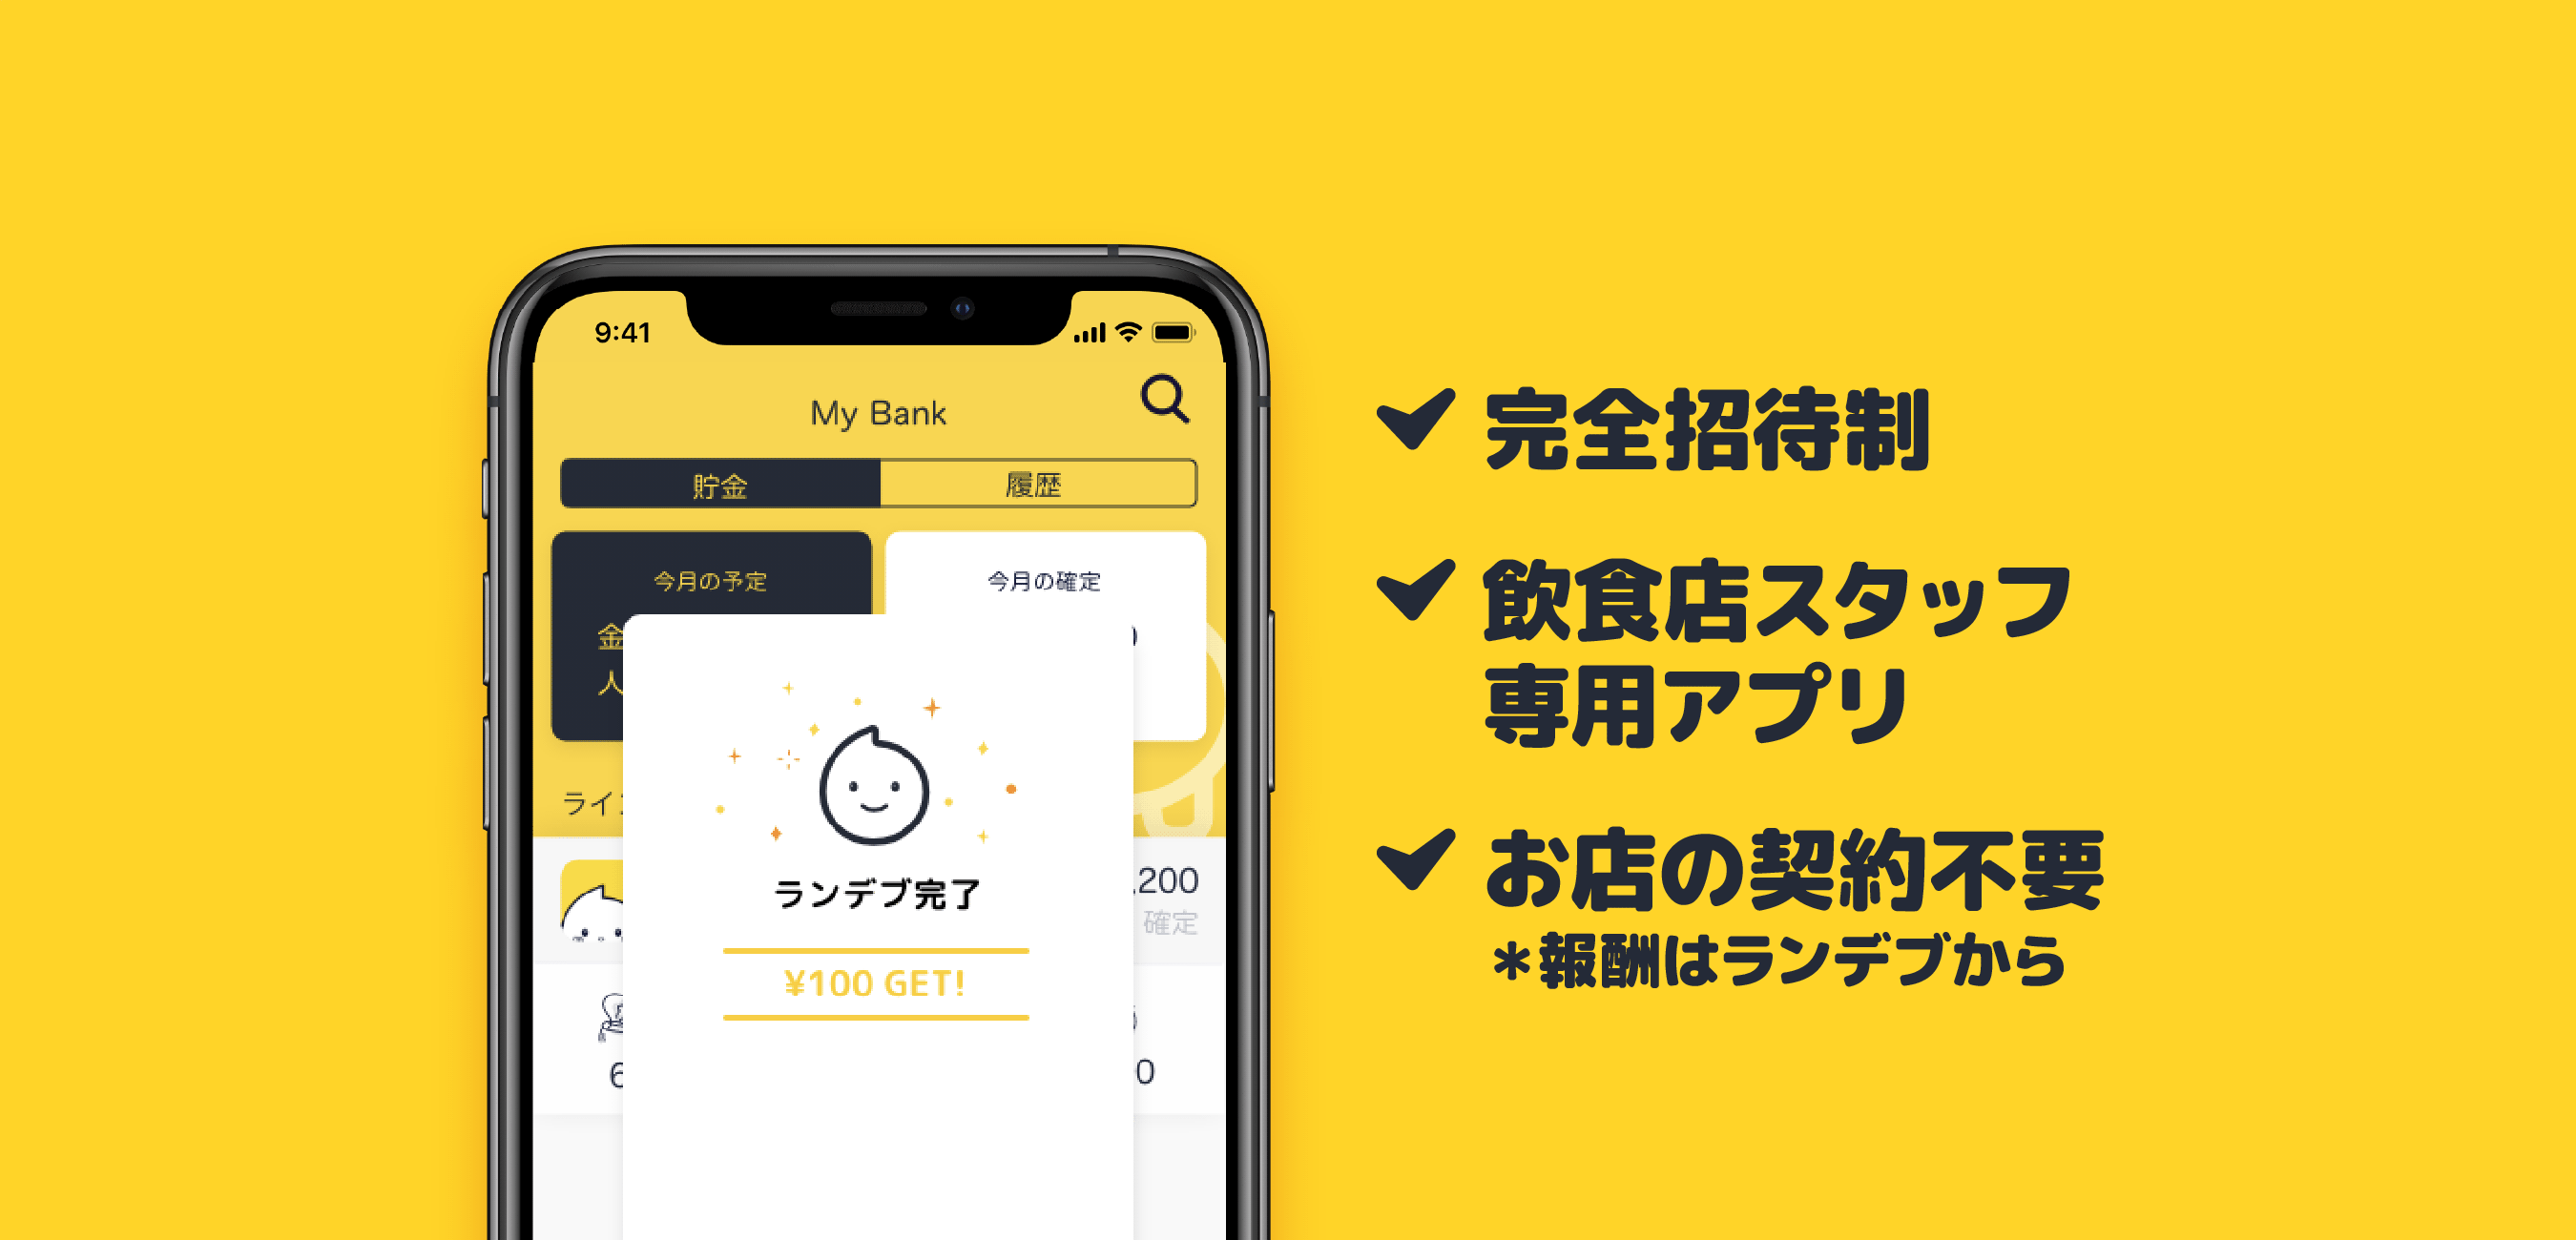 9:41
My Bank
貯金
履歴
今月の予定
今月の確定
金
人
ライ
ランデブ完了
¥100 GET!
.200
確定
6
0
完全招待制
飲食店スタッフ
専用アプリ
お店の契約不要
*報酬はランデブから